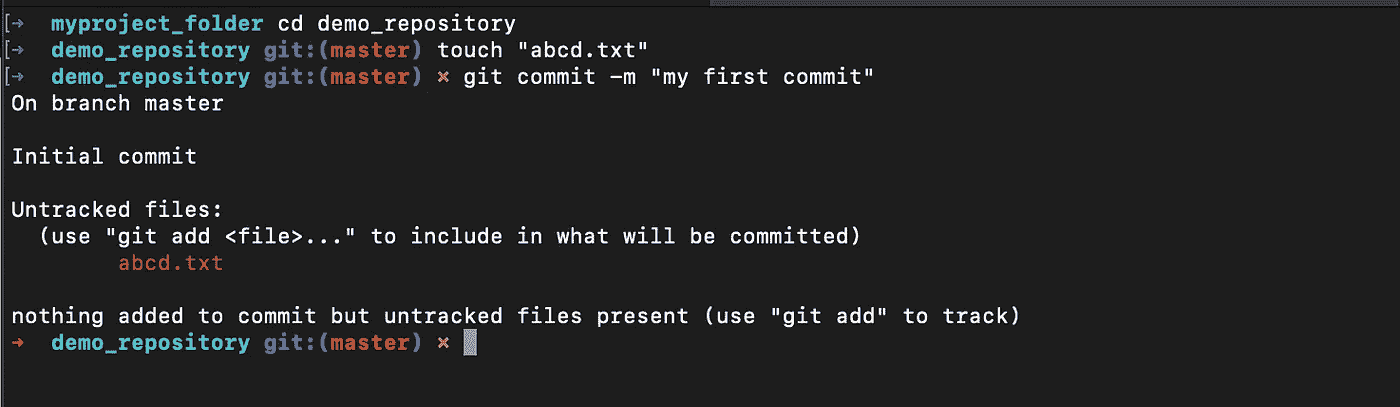 [→ myproject_folder cd demo_repository
[→ demo_repository git:(master) touch "abcd.txt"
[→ demo_repository git:(master) × git commit -m "my first commit"
On branch master
Initial commit
Untracked files:
(use "git add <file>..." to include in what will be committed)
abcd.txt
nothing added to commit but untracked files present (use "git add" to track)
→ demo_repository git:(master) ×